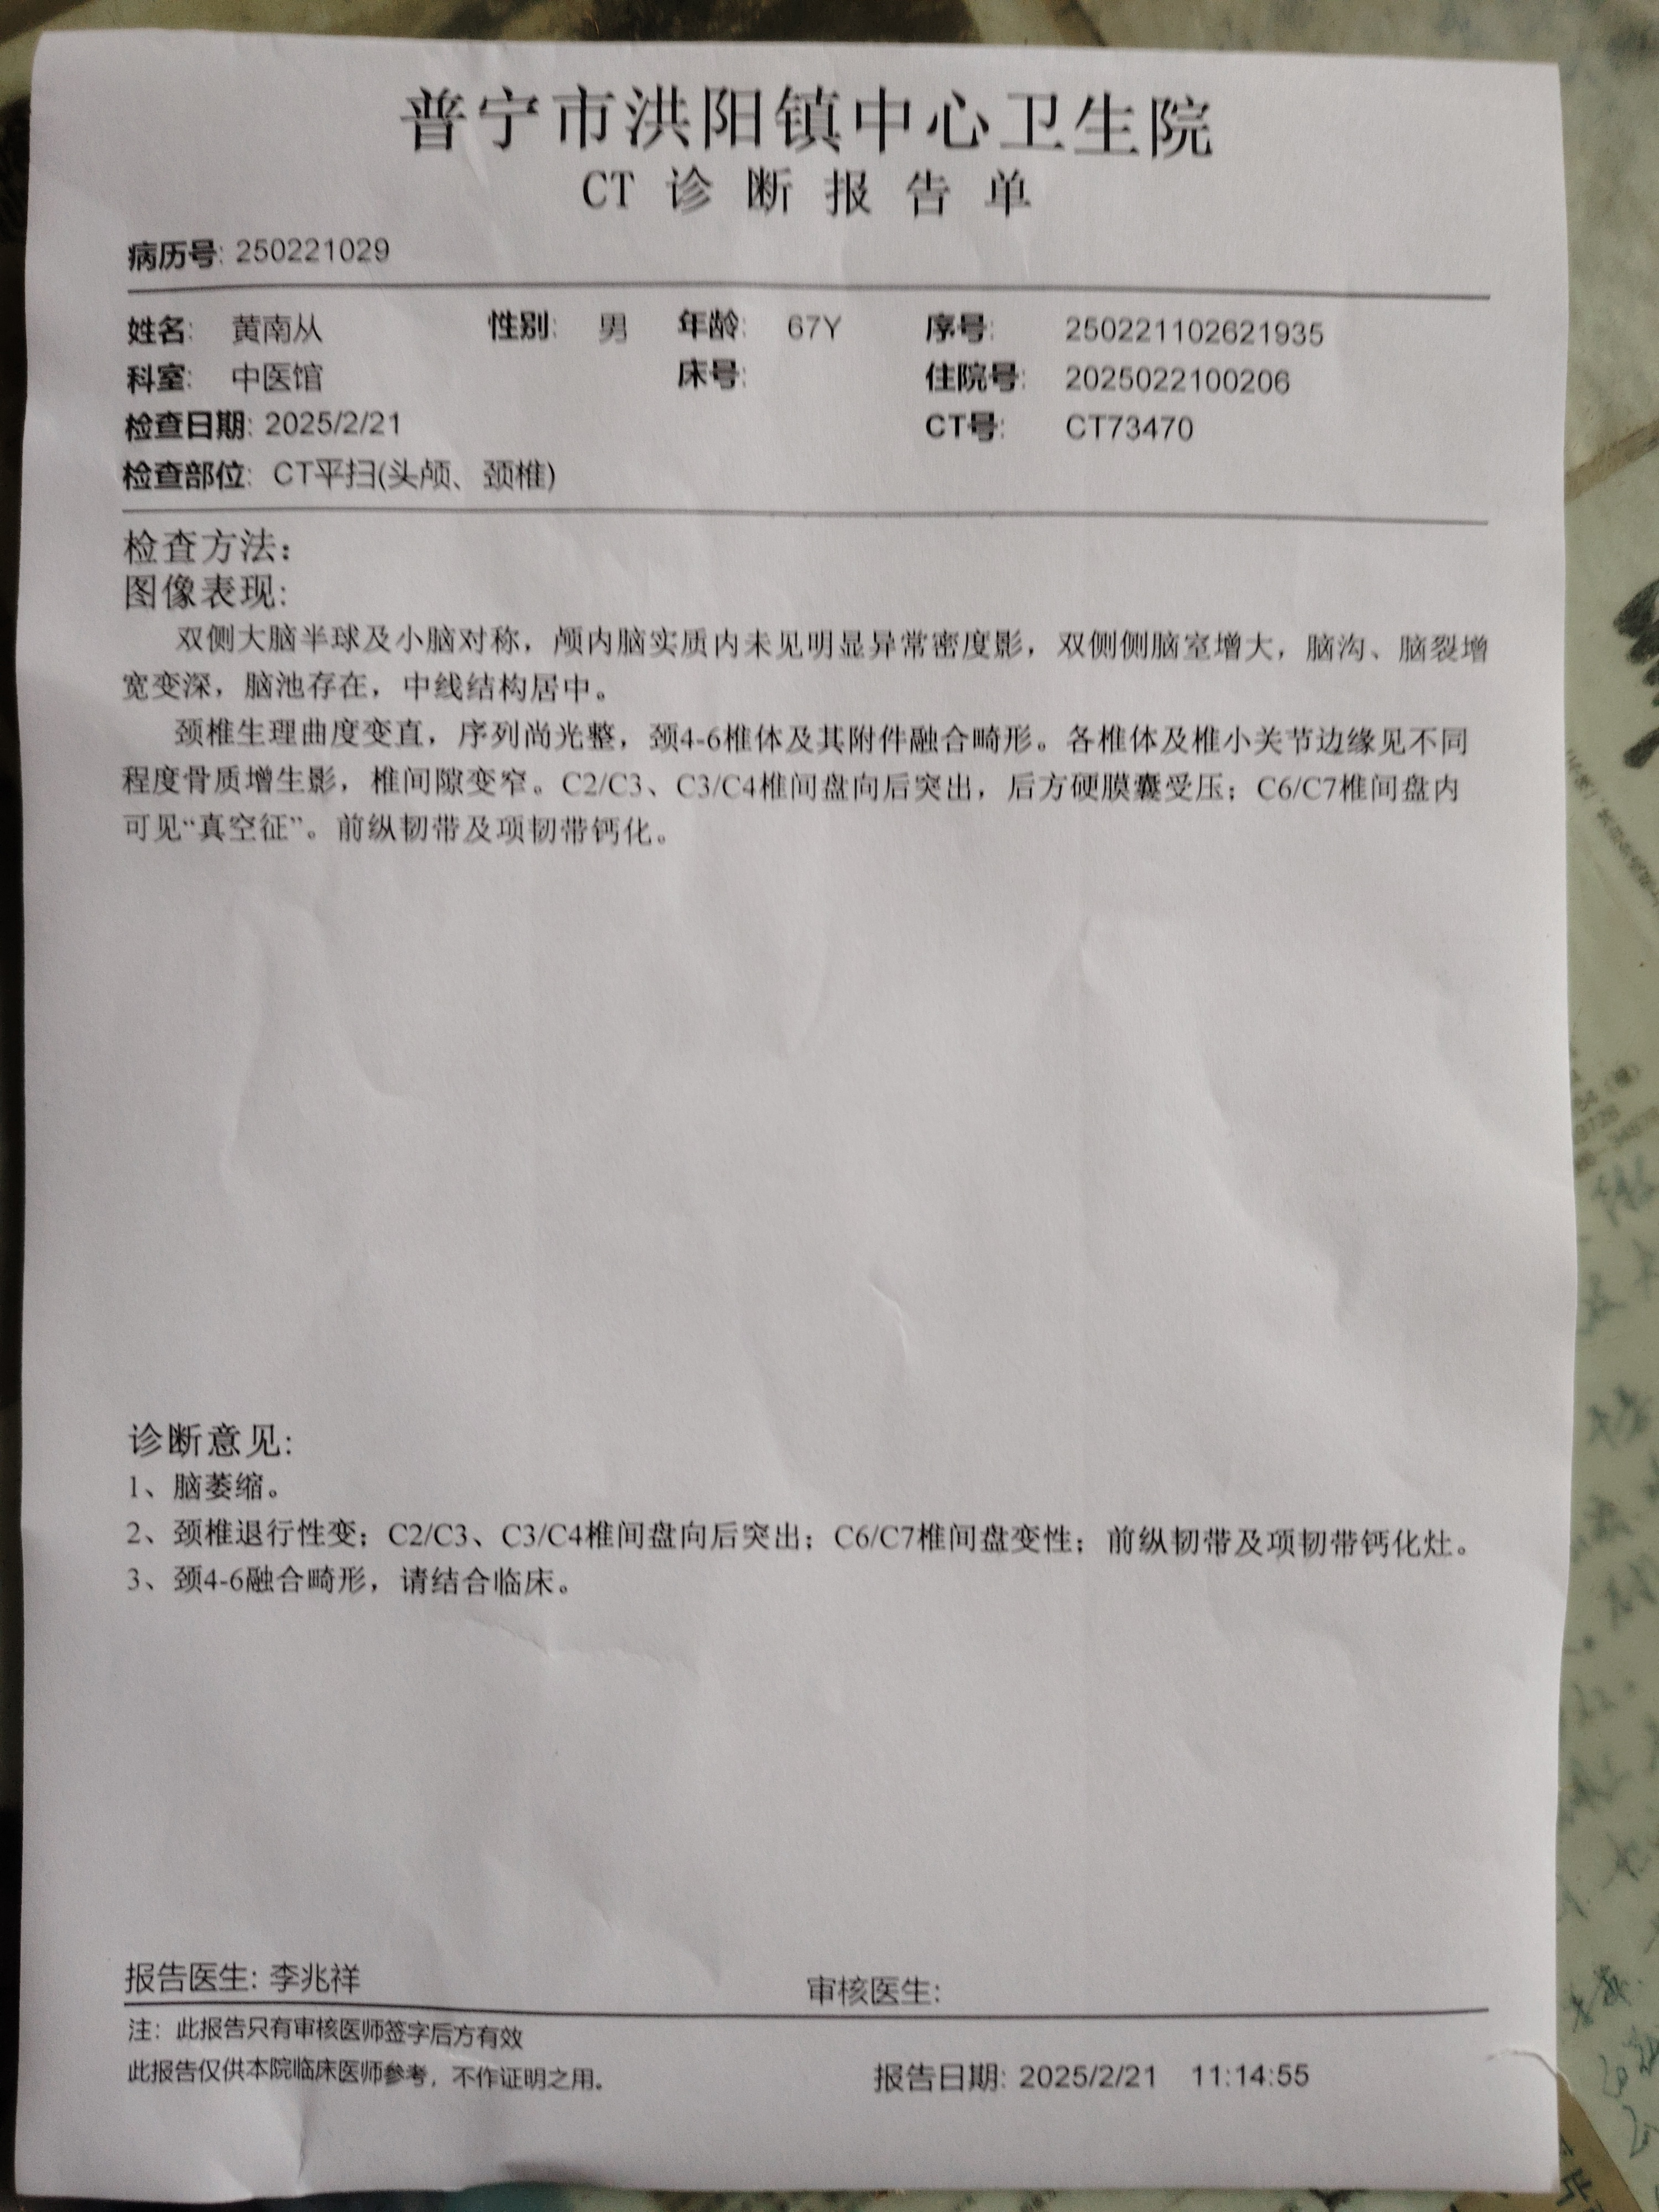 普宁市洪阳镇中心卫生院
CT 诊 断 报 告 单
病历号: 250221029
姓名: 黄南从 性别: 男 年龄: 67Y 序号: 250221102621935
科室: 中医馆 床号: 住院号: 2025022100206
检查日期: 2025/2/21 CT号: CT73470
检查部位: CT平扫(头颅、颈椎)
检查方法:
图像表现:
双侧大脑半球及小脑对称，颅内脑实质内未见明显异常密度影，双侧侧脑室增大，脑沟、脑裂增
宽变深，脑池存在，中线结构居中。
颈椎生理曲度变直，序列尚光整，颈4-6椎体及其附件融合畸形。各椎体及椎小关节边缘见不同
程度骨质增生影，椎间隙变窄。C2/C3、C3/C4椎间盘向后突出，后方硬膜囊受压；C6/C7椎间盘内
可见“真空征”。前纵韧带及项韧带钙化。
诊断意见:
1、脑萎缩。
2、颈椎退行性变；C2/C3、C3/C4椎间盘向后突出；C6/C7椎间盘变性；前纵韧带及项韧带钙化灶。
3、颈4-6融合畸形，请结合临床。
报告医生: 李兆祥 审核医生:
注：此报告只有审核医师签字后方有效
此报告仅供本院临床医师参考，不作证明之用。 报告日期: 2025/2/21 11:14:55